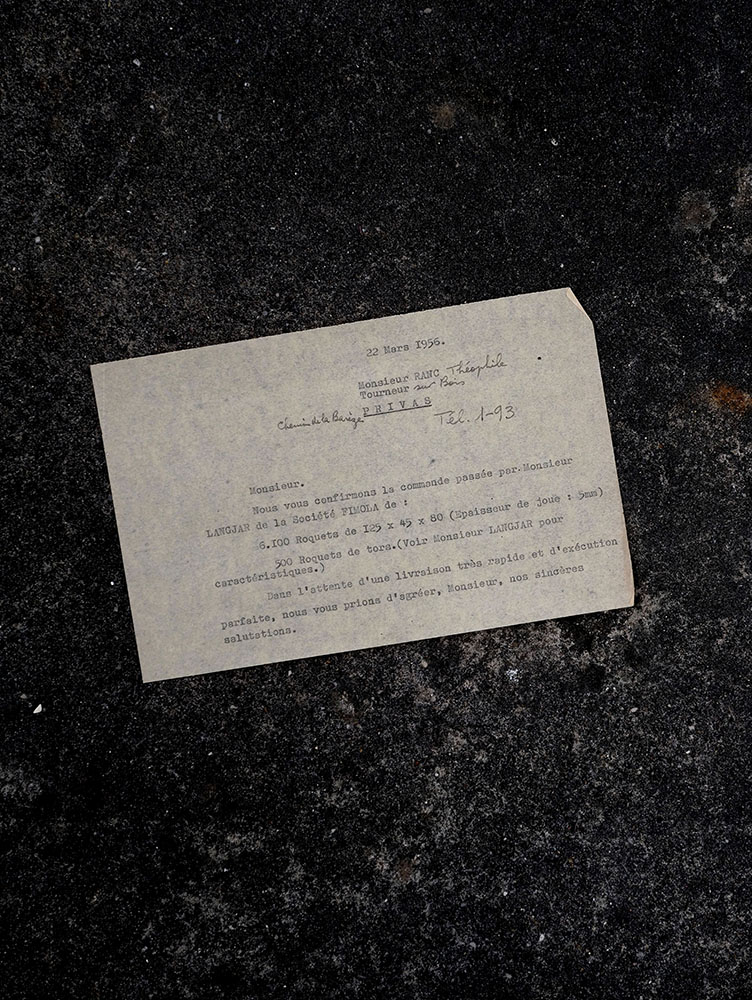 22 Mars 1956.
Monsieur RANC Théophile
Tourneur sur Bois
Chemin de la Barèze PRIVAS Tél. 1-93
Monsieur.
Nous vous confirmons la commande passée par Monsieur
LANGJAR de la Société FIMOLA de :
6.100 Roquets de 125 x 45 x 80 (Epaisseur de joue : 5mm)
500 Roquets de tors.(Voir Monsieur LANGJAR pour
caractéristiques.)
Dans l'attente d'une livraison très rapide et d'exécution
parfaite, nous vous prions d'agréer, Monsieur, nos sincères
salutations.